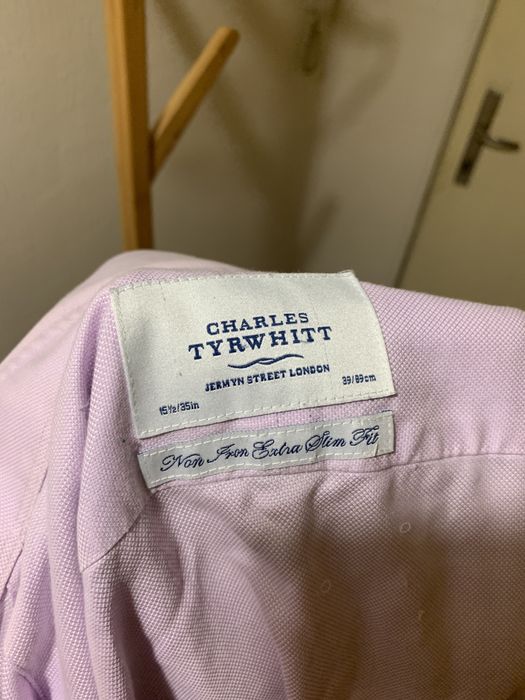 CHARLES
TYRWHITT
JERMYN STREET LONDON
15½/35in
39/89cm
Non Iron Extra Slim Fit